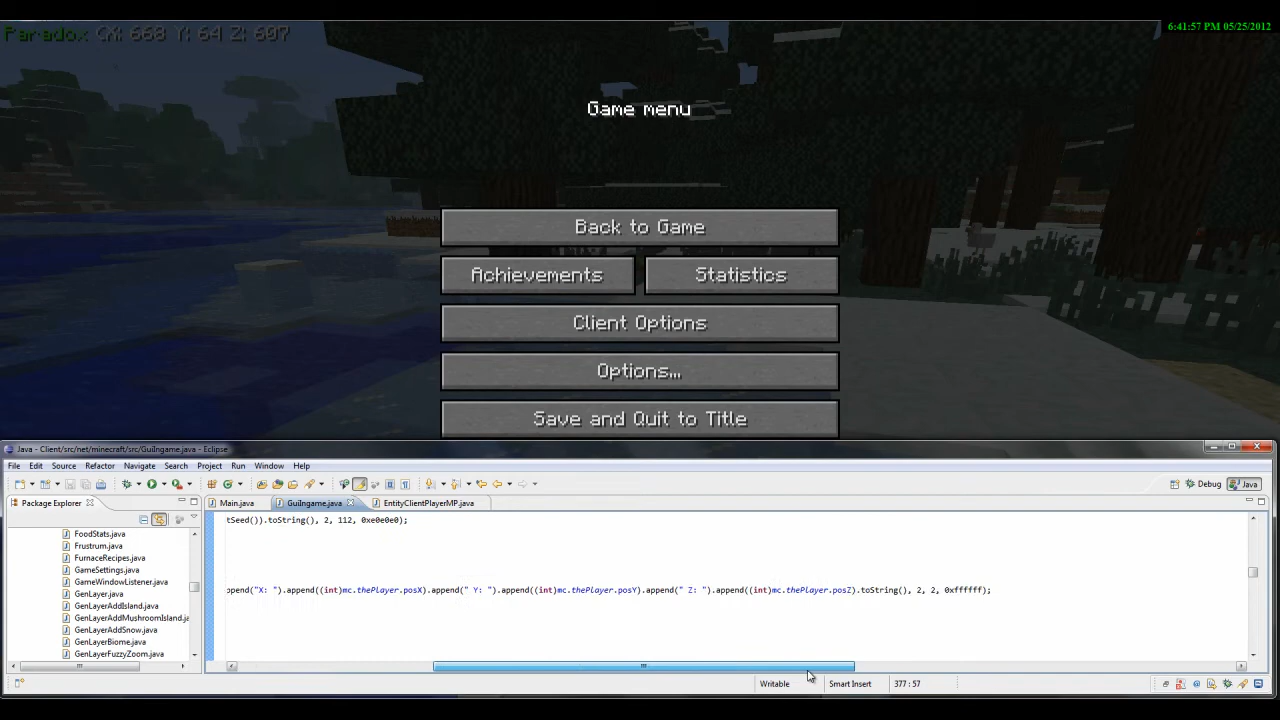 Paradox CX: 668 Y: 64 Z: 607
6:41:57 PM 05/25/2012
Game menu
Back to Game
Achievements
Statistics
Client Options
Options...
Save and Quit to Title
Java - Client/src/net/minecraft/src/GuiIngame.java - Eclipse
File Edit Source Refactor Navigate Search Project Run Window Help
Debug Java
Package Explorer
Main.java GuiIngame.java EntityClientPlayerMP.java
FoodStats.java
Frustrum.java
FurnaceRecipes.java
GameSettings.java
GameWindowListener.java
GenLayer.java
GenLayerAddIsland.java
GenLayerAddMushroomIsland.ja
GenLayerAddSnow.java
GenLayerBiome.java
GenLayerFuzzyZoom.java
tSeed()).toString(), 2, 112, 0xe0e0e0);
ppend("X: ").append((int)mc.thePlayer.posX).append(" Y: ").append((int)mc.thePlayer.posY).append(" Z: ").append((int)mc.thePlayer.posZ).toString(), 2, 2, 0xffffff);
Writable Smart Insert 377 : 57